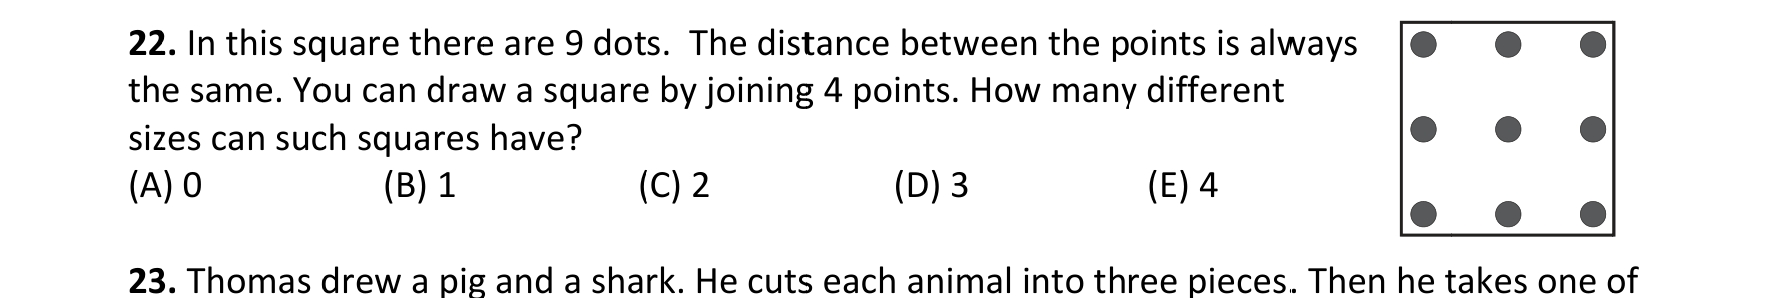 22. In this square there are 9 dots. The distance between the points is always
the same. You can draw a square by joining 4 points. How many different
sizes can such squares have?
(A) 0 (B) 1 (C) 2 (D) 3 (E) 4
23. Thomas drew a pig and a shark. He cuts each animal into three pieces. Then he takes one of